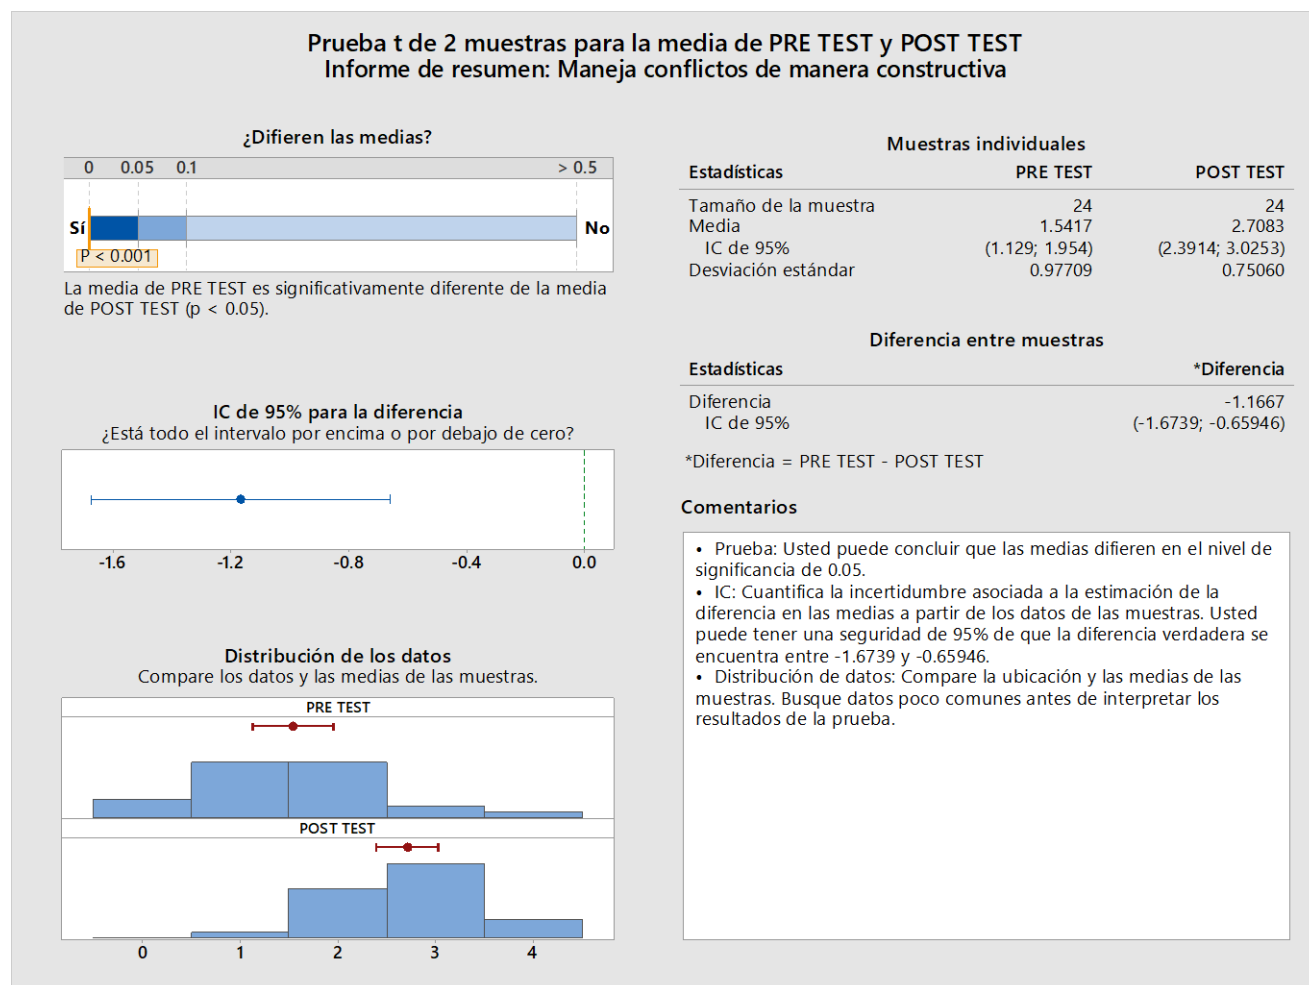 Prueba t de 2 muestras para la media de PRE TEST y POST TEST
Informe de resumen: Maneja conflictos de manera constructiva
¿Difieren las medias?
0 0.05 0.1 > 0.5
Sí No
P < 0.001
La media de PRE TEST es significativamente diferente de la media
de POST TEST (p < 0.05).
IC de 95% para la diferencia
¿Está todo el intervalo por encima o por debajo de cero?
-1.6 -1.2 -0.8 -0.4 0.0
Distribución de los datos
Compare los datos y las medias de las muestras.
PRE TEST
POST TEST
0 1 2 3 4
Muestras individuales
Estadísticas PRE TEST POST TEST
Tamaño de la muestra 24 24
Media 1.5417 2.7083
IC de 95% (1.129; 1.954) (2.3914; 3.0253)
Desviación estándar 0.97709 0.75060
Diferencia entre muestras
Estadísticas *Diferencia
Diferencia -1.1667
IC de 95% (-1.6739; -0.65946)
*Diferencia = PRE TEST - POST TEST
Comentarios
• Prueba: Usted puede concluir que las medias difieren en el nivel de
significancia de 0.05.
• IC: Cuantifica la incertidumbre asociada a la estimación de la
diferencia en las medias a partir de los datos de las muestras. Usted
puede tener una seguridad de 95% de que la diferencia verdadera se
encuentra entre -1.6739 y -0.65946.
• Distribución de datos: Compare la ubicación y las medias de las
muestras. Busque datos poco comunes antes de interpretar los
resultados de la prueba.